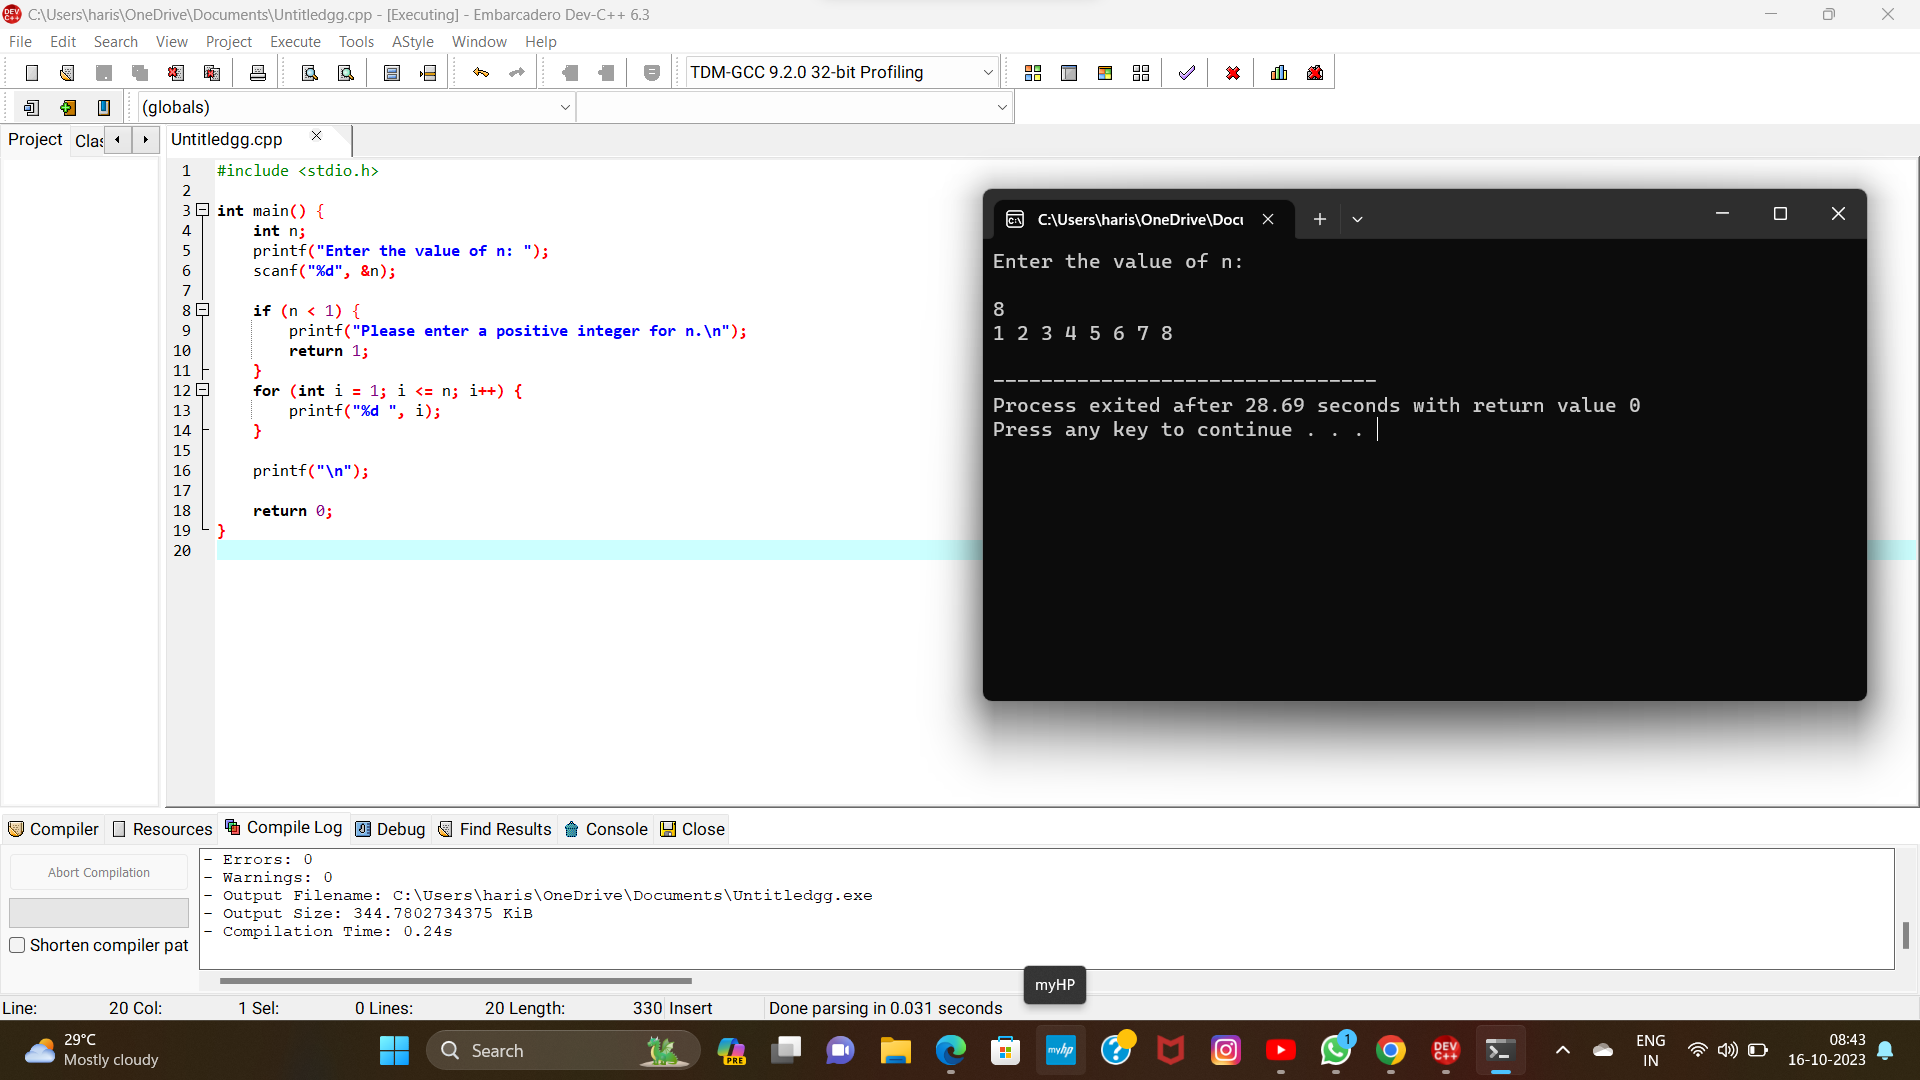 C:\Users\haris\OneDrive\Documents\Untitledgg.cpp - [Executing] - Embarcadero Dev-C++ 6.3
File Edit Search View Project Execute Tools AStyle Window Help
TDM-GCC 9.2.0 32-bit Profiling
(globals)
Project Clas Untitledgg.cpp
1 #include <stdio.h>
2
3 int main() {
4     int n;
5     printf("Enter the value of n: ");
6     scanf("%d", &n);
7
8     if (n < 1) {
9         printf("Please enter a positive integer for n.\n");
10         return 1;
11     }
12     for (int i = 1; i <= n; i++) {
13         printf("%d ", i);
14     }
15
16     printf("\n");
17
18     return 0;
19 }
20
C:\Users\haris\OneDrive\Docu
Enter the value of n:
8
1 2 3 4 5 6 7 8
--------------------------------
Process exited after 28.69 seconds with return value 0
Press any key to continue . . .
Compiler Resources Compile Log Debug Find Results Console Close
Abort Compilation
Shorten compiler pat
- Errors: 0
- Warnings: 0
- Output Filename: C:\Users\haris\OneDrive\Documents\Untitledgg.exe
- Output Size: 344.7802734375 KiB
- Compilation Time: 0.24s
myHP
Line: 20 Col: 1 Sel: 0 Lines: 20 Length: 330 Insert Done parsing in 0.031 seconds
29°C
Mostly cloudy
Search
PRE
myhp
1
DEV C++
ENG
IN
08:43
16-10-2023